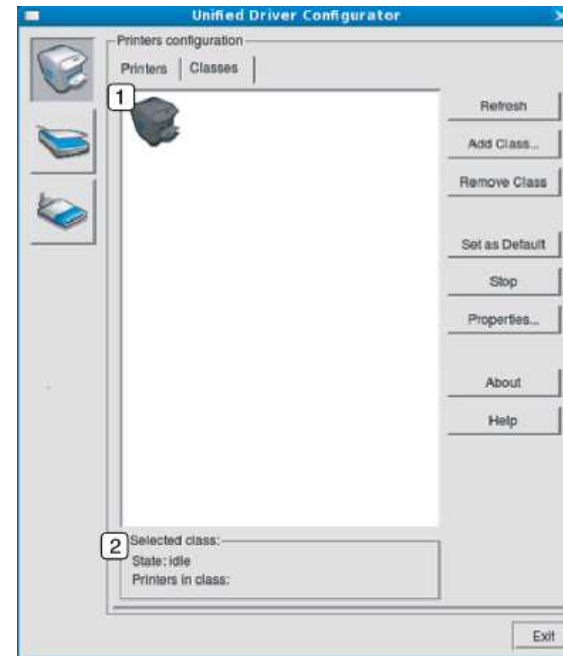 Unified Driver Configurator
Printers configuration
Printers
Classes
1
Refresh
Add Class...
Remove Class
Set as Default
Stop
Properties...
About
Help
2
Selected class:
State: idle
Printers in class:
Exit